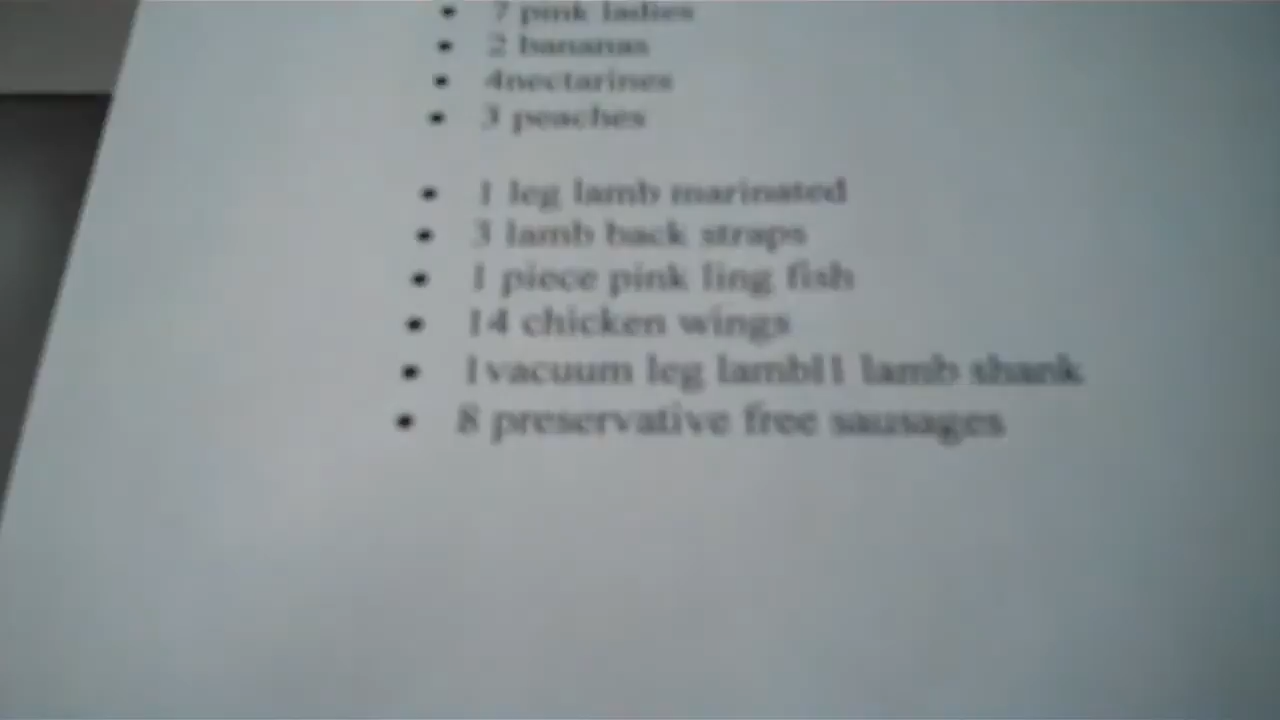 7 pink ladies
2 bananas
4nectarines
3 peaches
1 leg lamb marinated
3 lamb back straps
1 piece pink ling fish
14 chicken wings
1vacuum leg lambl11 lamb shank
8 preservative free sausages